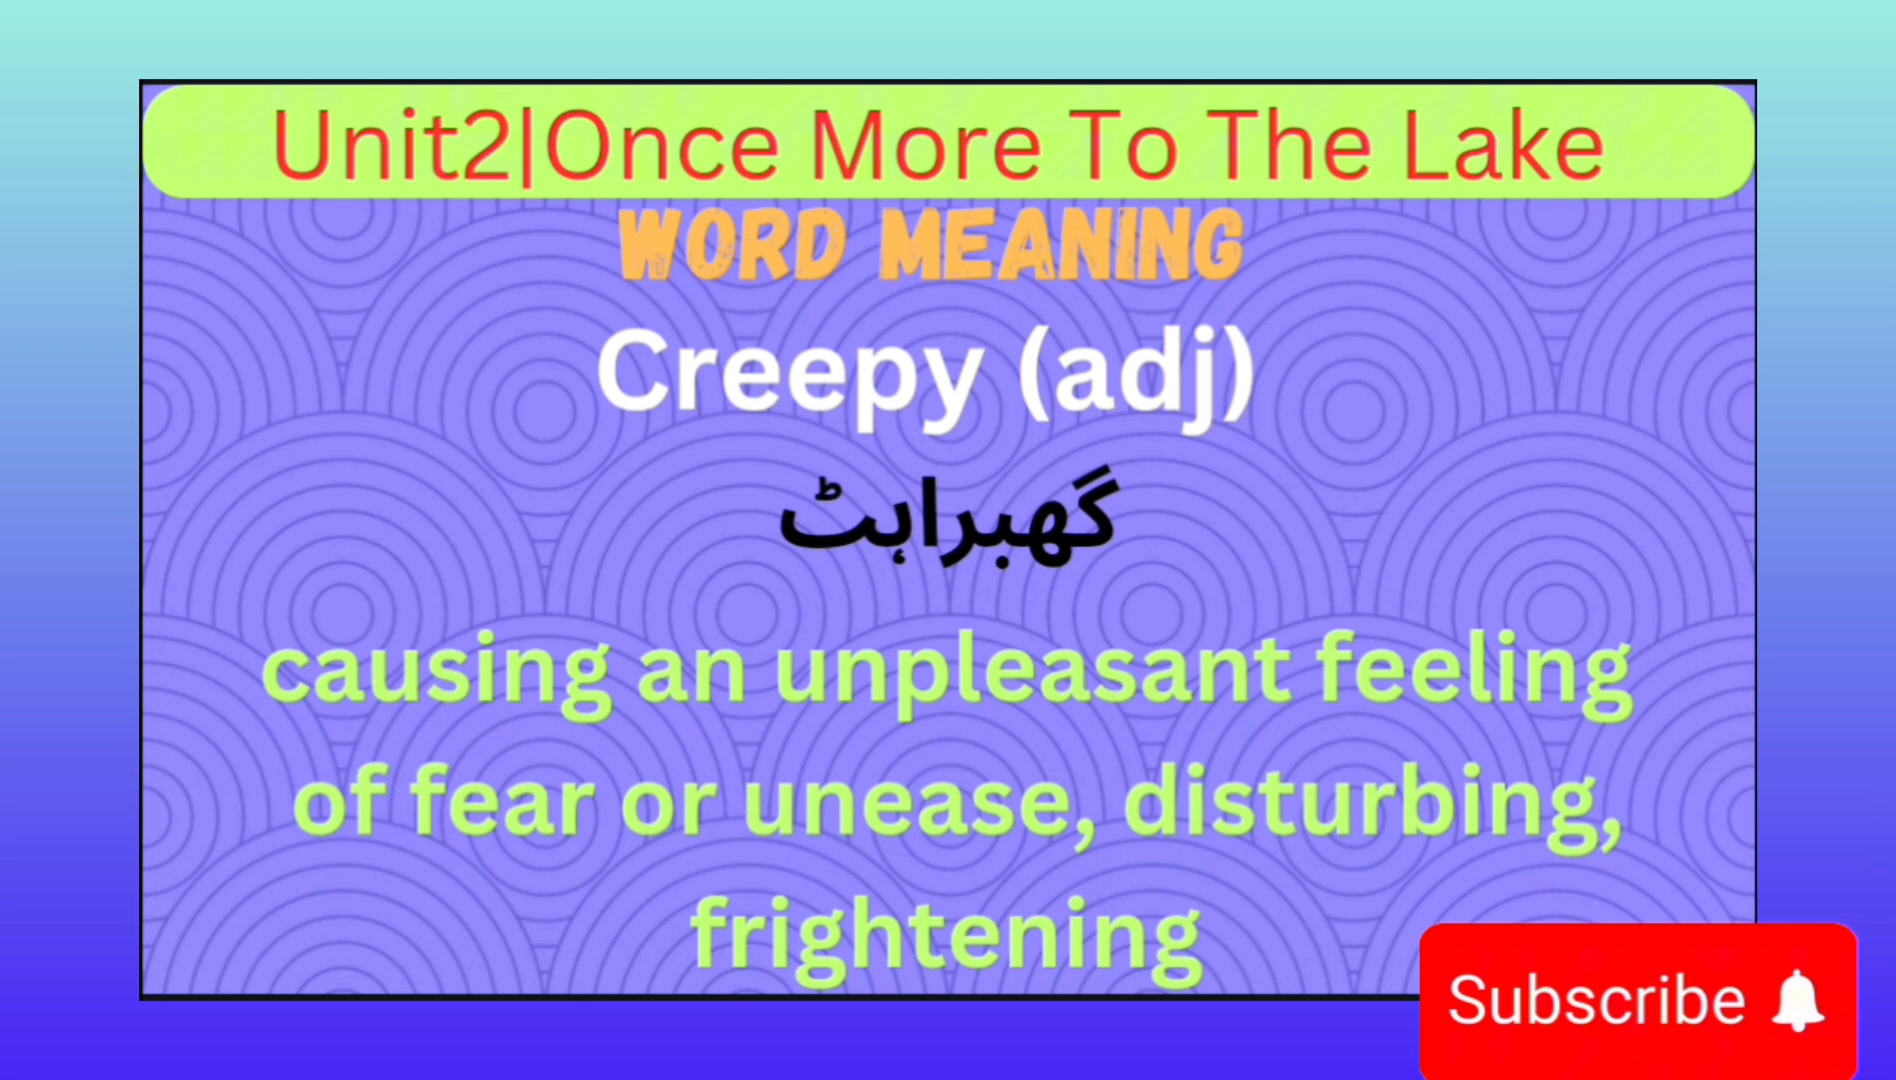 Unit2|Once More To The Lake
WORD MEANING
Creepy (adj)
گھبراہٹ
causing an unpleasant feeling
of fear or unease, disturbing,
frightening
Subscribe